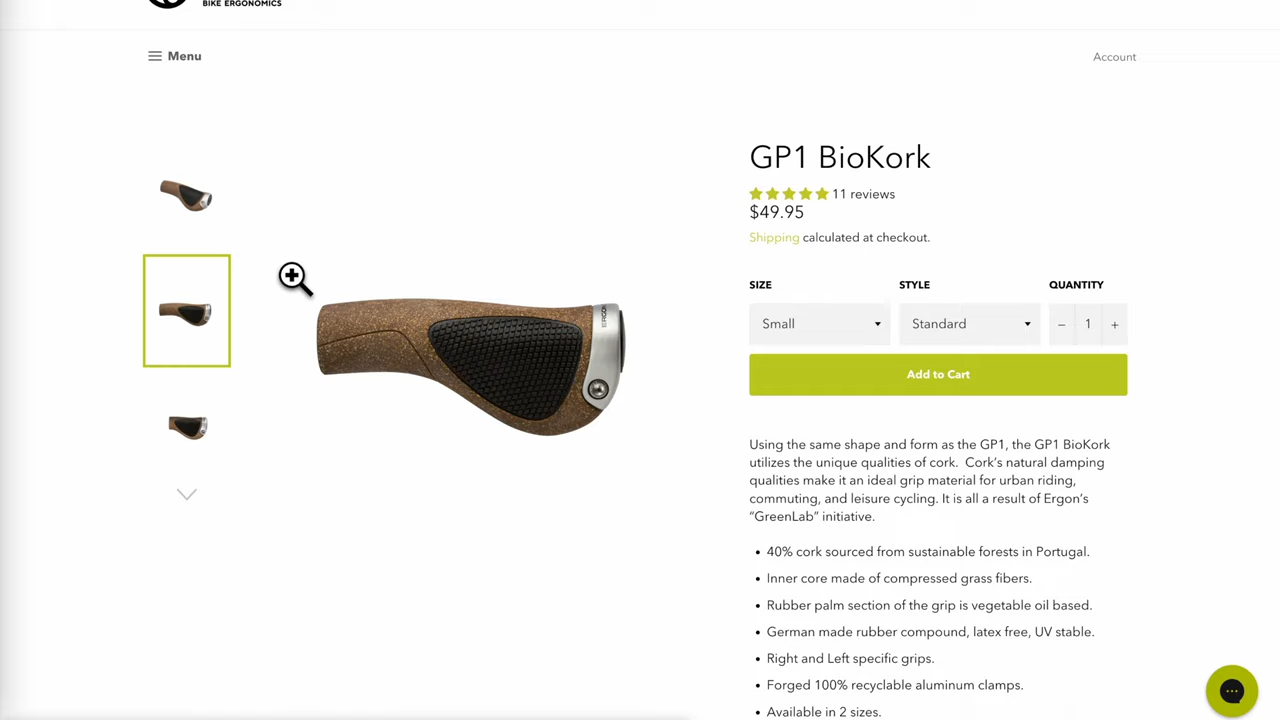 BIKE ERGONOMICS
Menu
Account
GP1 BioKork
11 reviews
$49.95
Shipping calculated at checkout.
SIZE
STYLE
QUANTITY
Small
Standard
1
Add to Cart
ERGON
Using the same shape and form as the GP1, the GP1 BioKork
utilizes the unique qualities of cork. Cork's natural damping
qualities make it an ideal grip material for urban riding,
commuting, and leisure cycling. It is all a result of Ergon's
“GreenLab” initiative.
• 40% cork sourced from sustainable forests in Portugal.
• Inner core made of compressed grass fibers.
• Rubber palm section of the grip is vegetable oil based.
• German made rubber compound, latex free, UV stable.
• Right and Left specific grips.
• Forged 100% recyclable aluminum clamps.
• Available in 2 sizes.